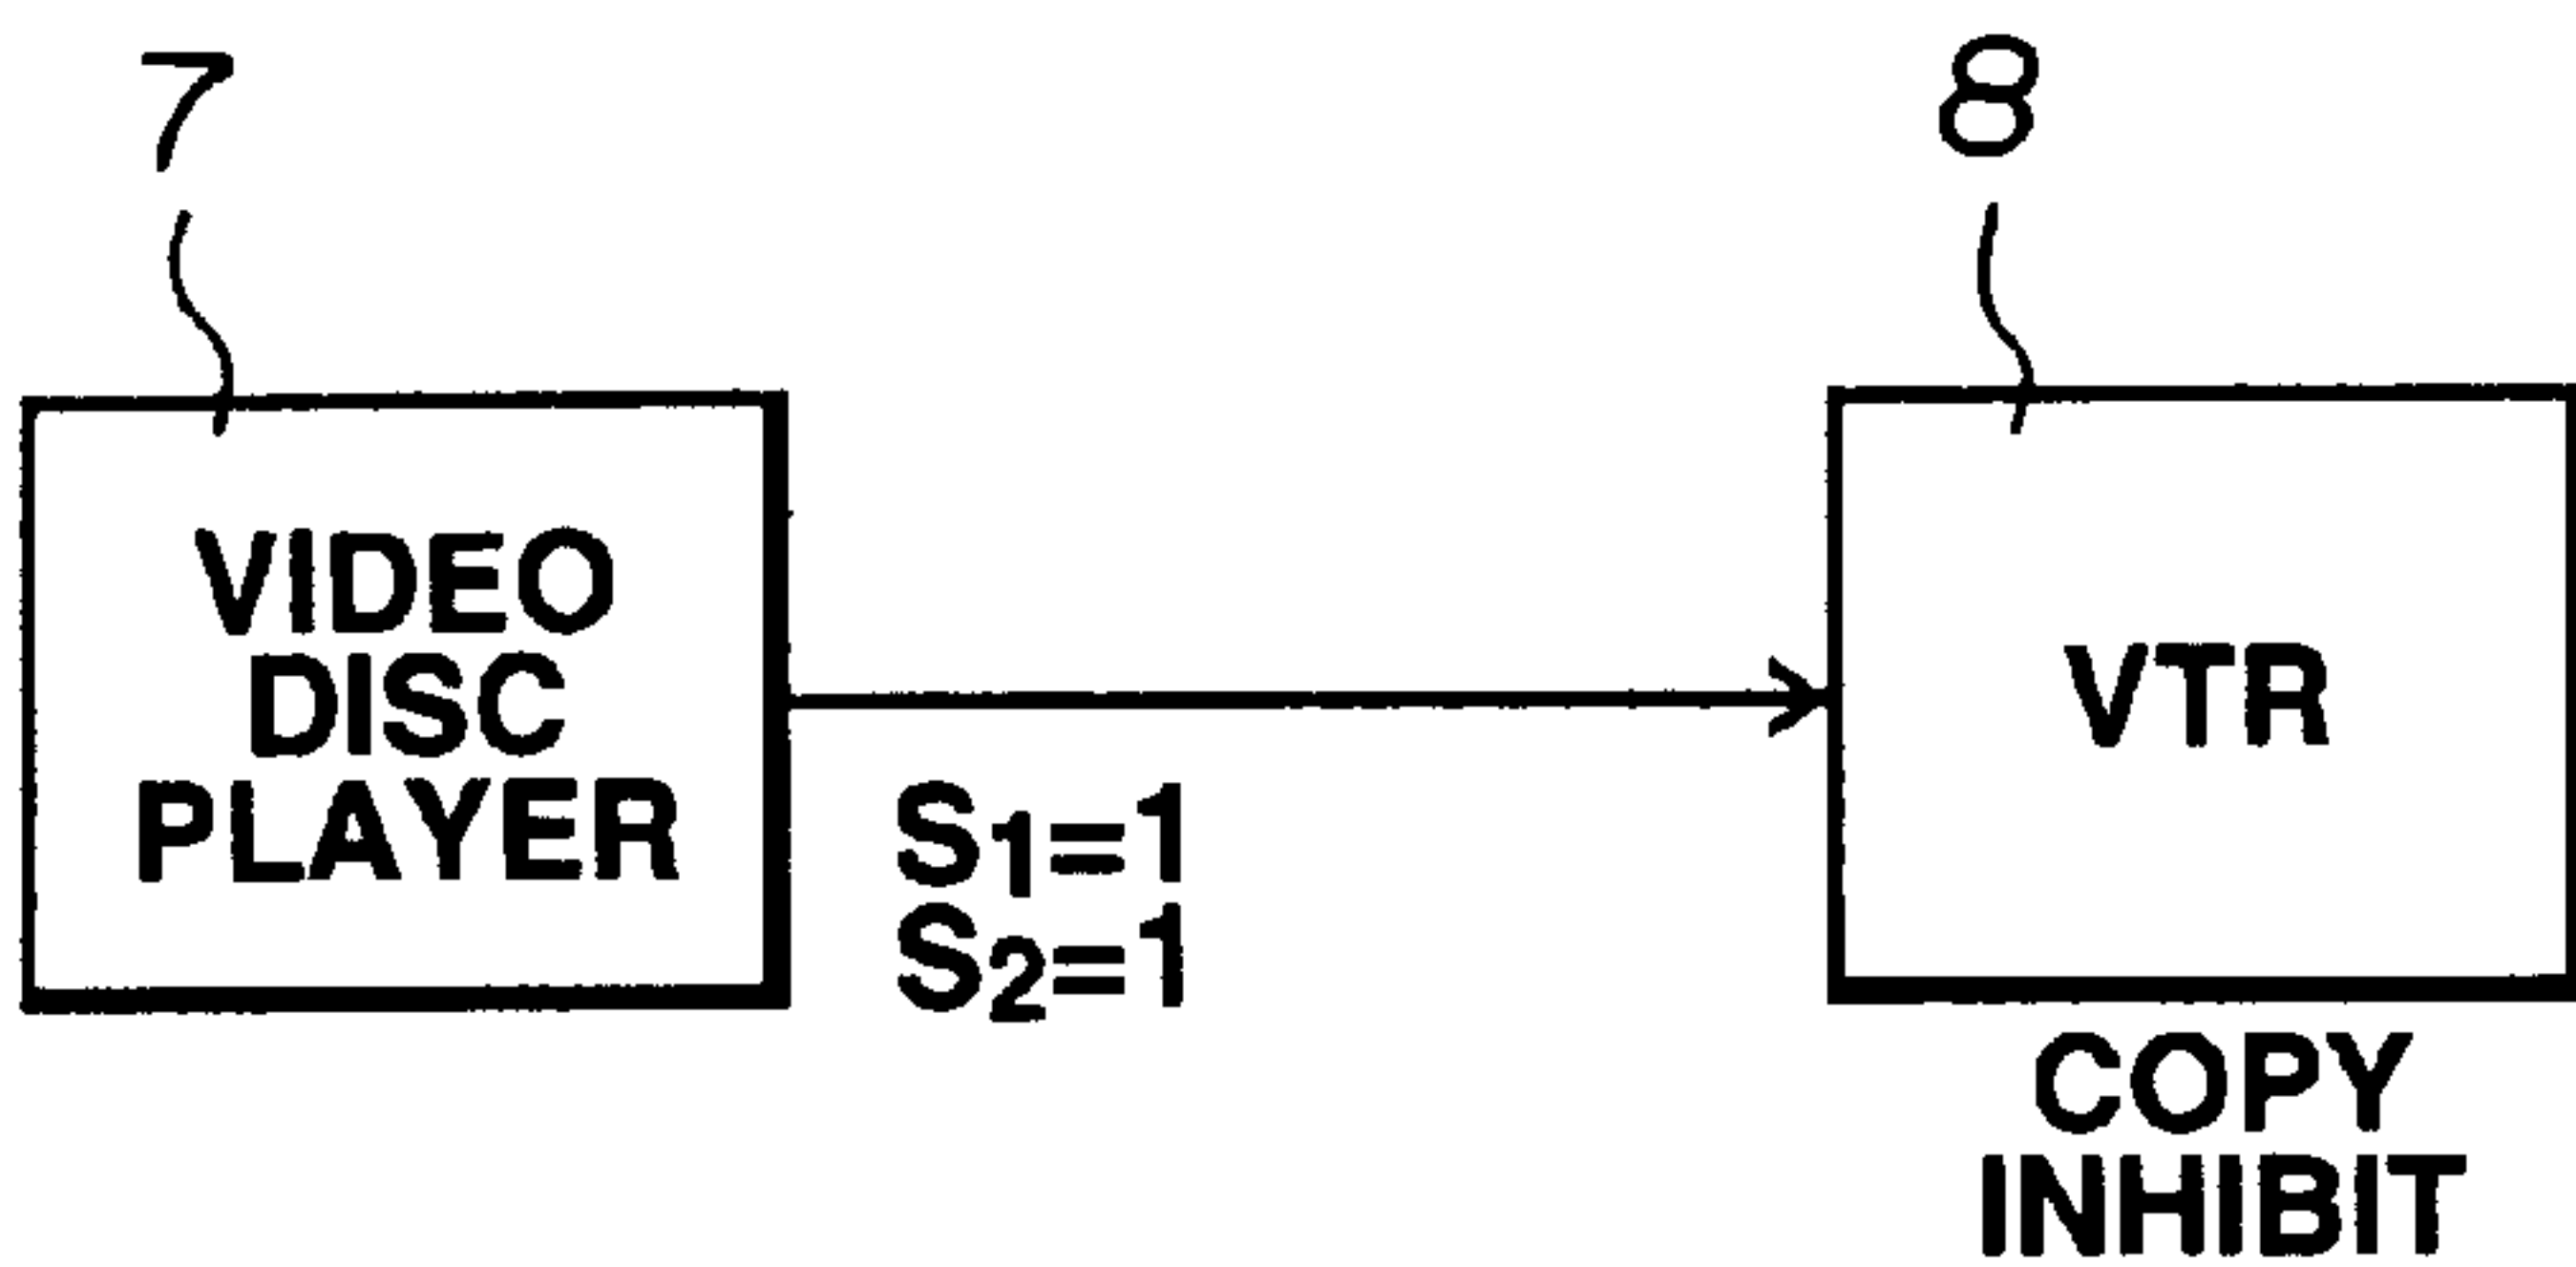 7
8
VIDEO
DISC
PLAYER
S1=1
S2=1
VTR
COPY
INHIBIT